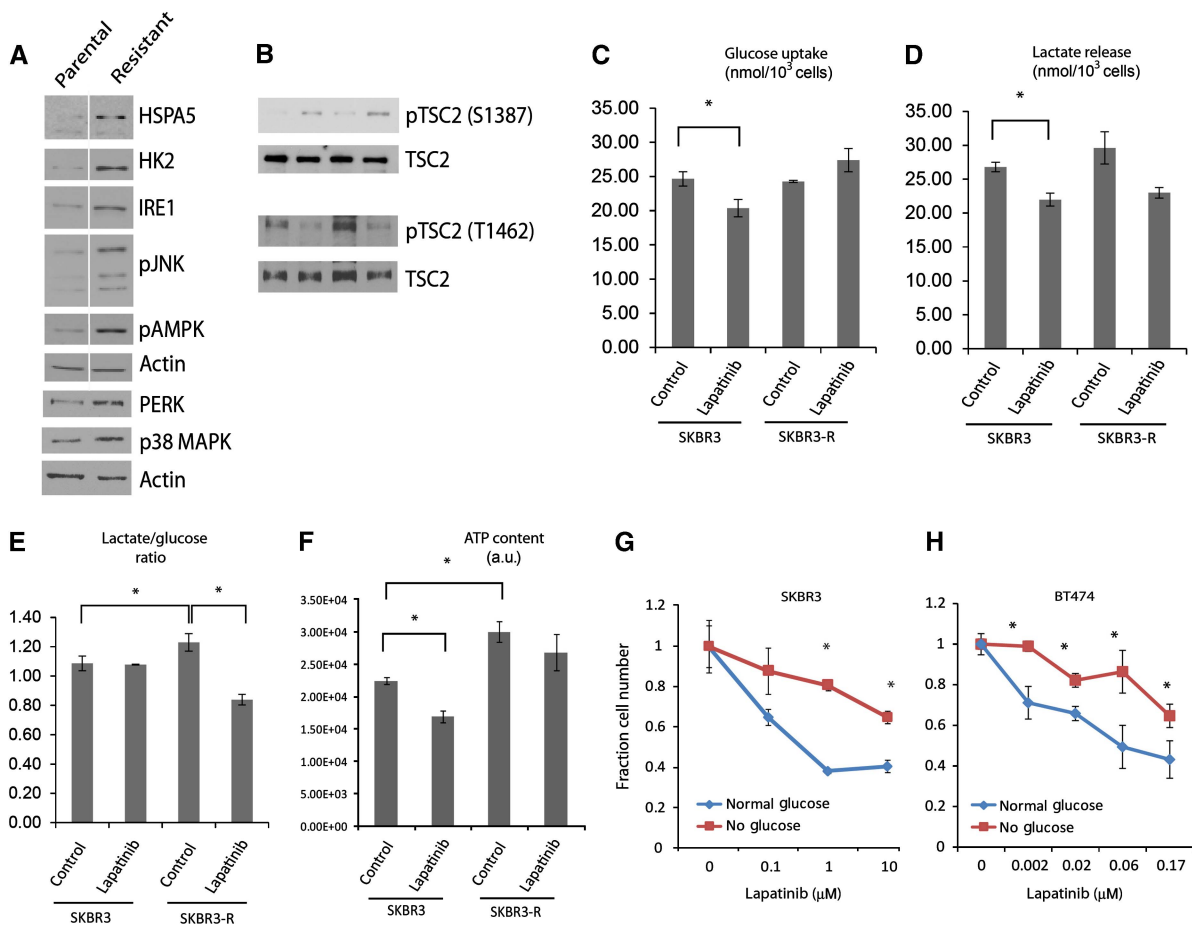 A
Parental
Resistant
HSPA5
HK2
IRE1
pJNK
pAMPK
Actin
PERK
p38 MAPK
Actin
B
pTSC2 (S1387)
TSC2
pTSC2 (T1462)
TSC2
C
Glucose uptake
(nmol/10³ cells)
35.00
30.00
25.00
20.00
15.00
10.00
5.00
0.00
*
Control
Lapatinib
Control
Lapatinib
SKBR3
SKBR3-R
D
Lactate release
(nmol/10³ cells)
35.00
30.00
25.00
20.00
15.00
10.00
5.00
0.00
*
Control
Lapatinib
Control
Lapatinib
SKBR3
SKBR3-R
E
Lactate/glucose
ratio
1.40
1.20
1.00
0.80
0.60
0.40
0.20
0.00
*
*
Control
Lapatinib
Control
Lapatinib
SKBR3
SKBR3-R
F
ATP content
(a.u.)
3.50E+04
3.00E+04
2.50E+04
2.00E+04
1.50E+04
1.00E+04
5.00E+03
0.00E+00
*
*
Control
Lapatinib
Control
Lapatinib
SKBR3
SKBR3-R
G
SKBR3
Fraction cell number
1.2
1
0.8
0.6
0.4
0.2
0
*
*
Normal glucose
No glucose
0 0.1 1 10
Lapatinib (µM)
H
BT474
1.2
1
0.8
0.6
0.4
0.2
0
*
*
*
*
Normal glucose
No glucose
0 0.002 0.02 0.06 0.17
Lapatinib (µM)